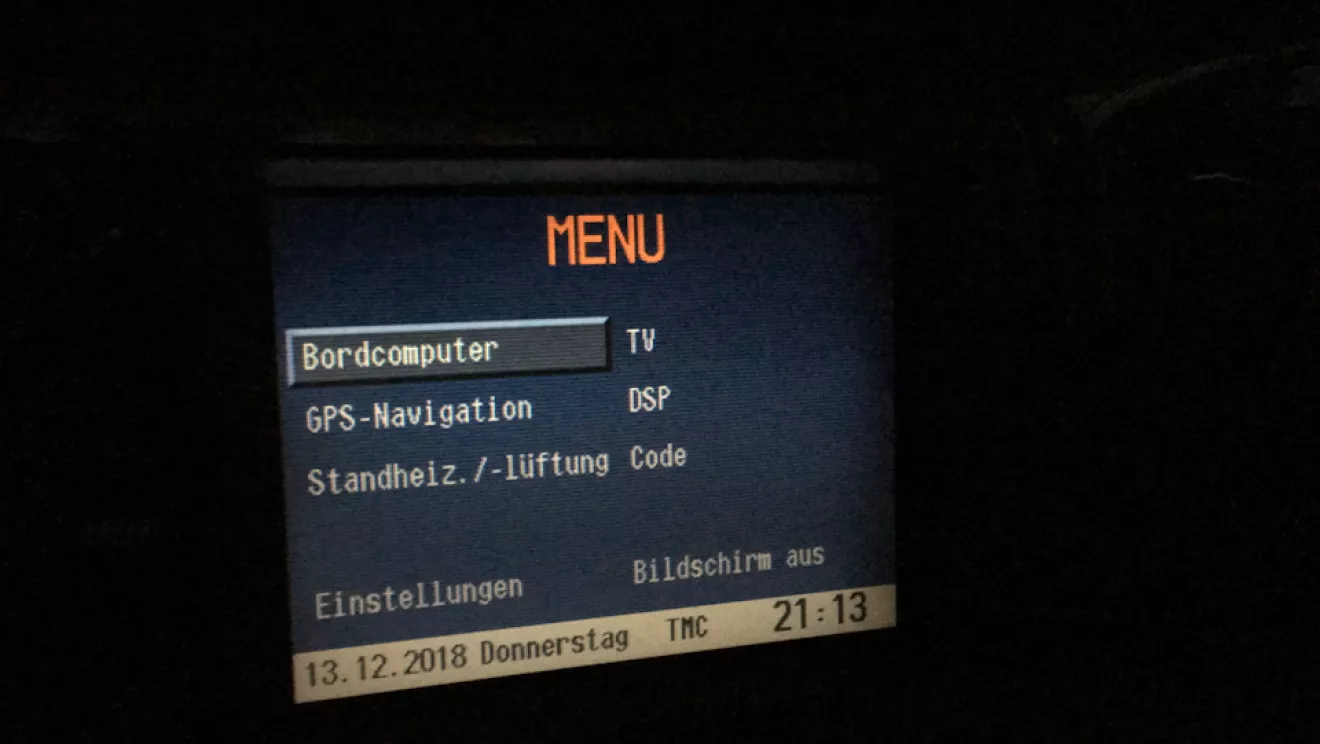 MENU
Bordcomputer TV
GPS-Navigation DSP
Standheiz./-lüftung Code
Einstellungen Bildschirm aus
13.12.2018 Donnerstag TMC 21:13